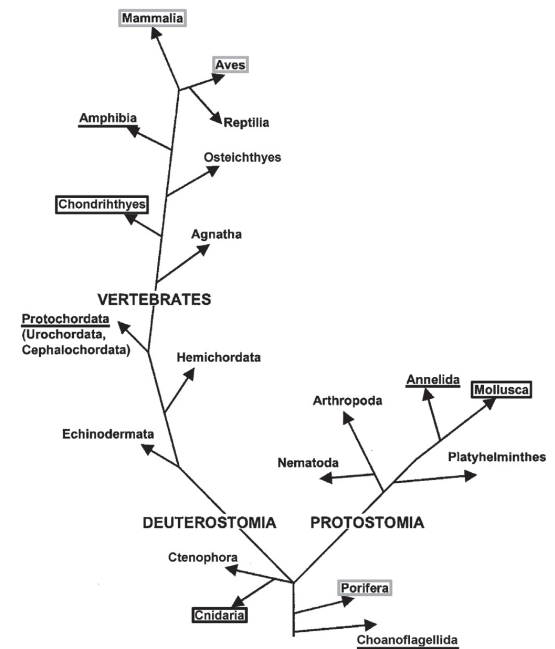 Mammalia
Aves
Amphibia
Reptilia
Osteichthyes
Chondrihthyes
Agnatha
VERTEBRATES
Protochordata
(Urochordata,
Cephalochordata)
Hemichordata
Annelida
Mollusca
Arthropoda
Echinodermata
Nematoda
Platyhelminthes
DEUTEROSTOMIA
PROTOSTOMIA
Ctenophora
Porifera
Cnidaria
Choanoflagellida